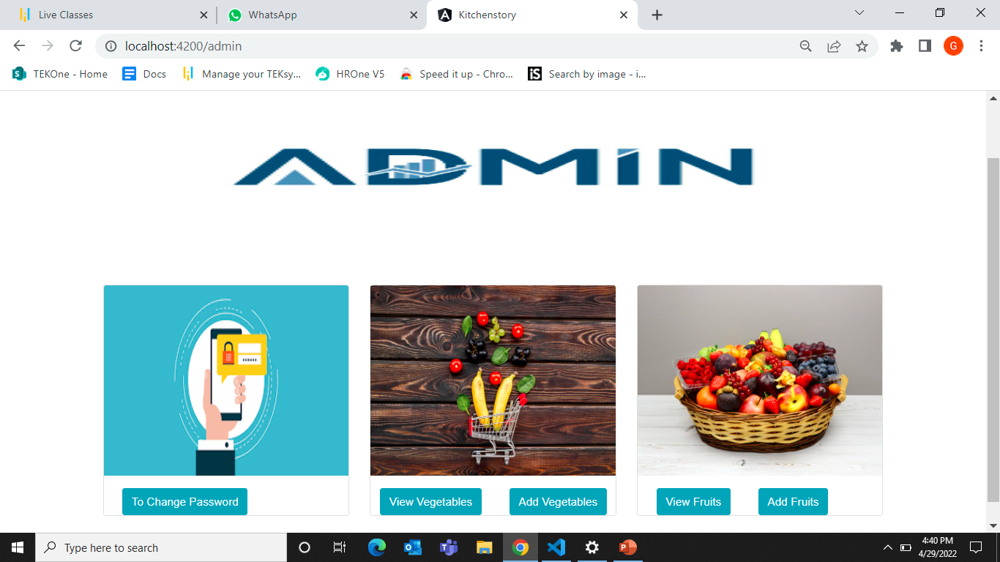 Live Classes
WhatsApp
Kitchenstory
localhost:4200/admin
G
TEKOne - Home
Docs
Manage your TEKsy...
HROne V5
Speed it up - Chro...
iS
Search by image - i...
ADMiN
To Change Password
View Vegetables
Add Vegetables
View Fruits
Add Fruits
Type here to search
4:40 PM
4/29/2022